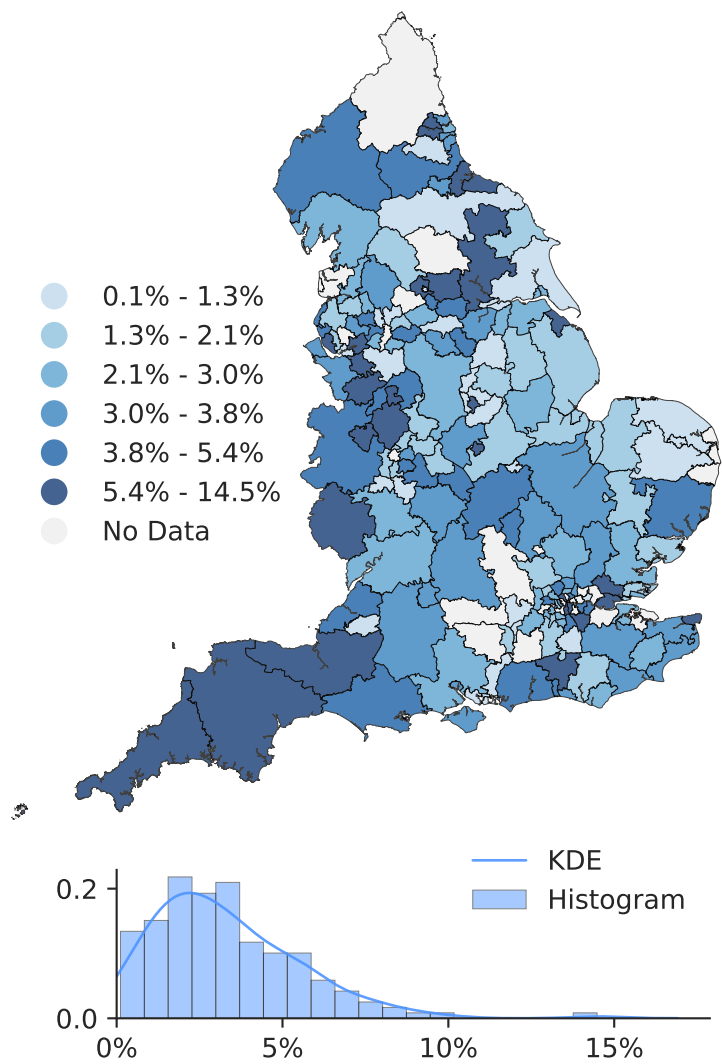 0.1% - 1.3%
1.3% - 2.1%
2.1% - 3.0%
3.0% - 3.8%
3.8% - 5.4%
5.4% - 14.5%
No Data
KDE
Histogram
0.2
0.0
0% 5% 10% 15%